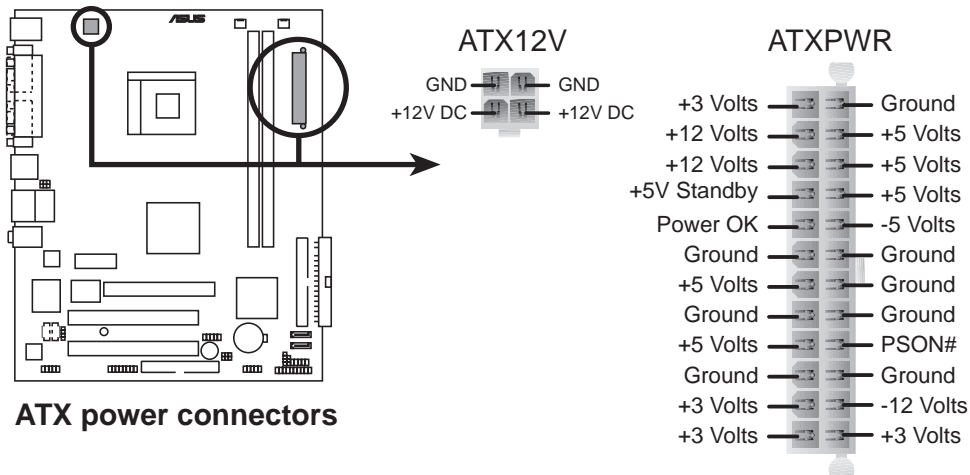 /ISUS
ATX12V
GND GND
+12V DC +12V DC
ATXPWR
+3 Volts Ground
+12 Volts +5 Volts
+12 Volts +5 Volts
+5V Standby +5 Volts
Power OK -5 Volts
Ground Ground
+5 Volts Ground
Ground Ground
+5 Volts PSON#
Ground Ground
+3 Volts -12 Volts
+3 Volts +3 Volts
ATX power connectors